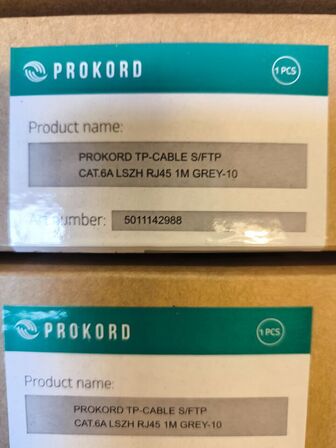 PROKORD
1 PCS
Product name:
PROKORD TP-CABLE S/FTP
CAT.6A LSZH RJ45 1M GREY-10
Art number: 5011142988
PROKORD
1 PCS
Product name:
PROKORD TP-CABLE S/FTP
CAT.6A LSZH RJ45 1M GREY-10